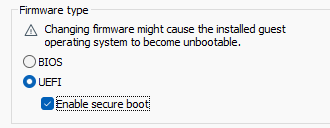 Firmware type
Changing firmware might cause the installed guest
operating system to become unbootable.
BIOS
UEFI
Enable secure boot